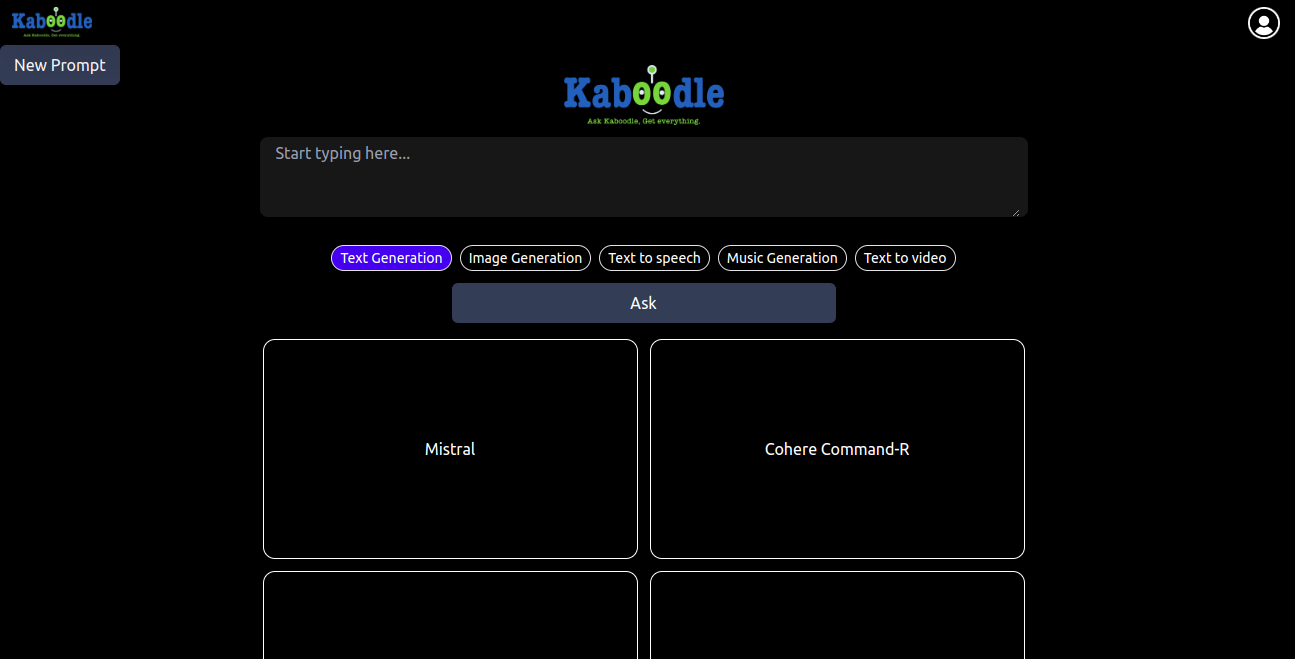 Kaboodle
Ask Kaboodle, Get everything
New Prompt
Kaboodle
Ask Kaboodle, Get everything.
Start typing here...
Text Generation Image Generation Text to speech Music Generation Text to video
Ask
Mistral Cohere Command-R